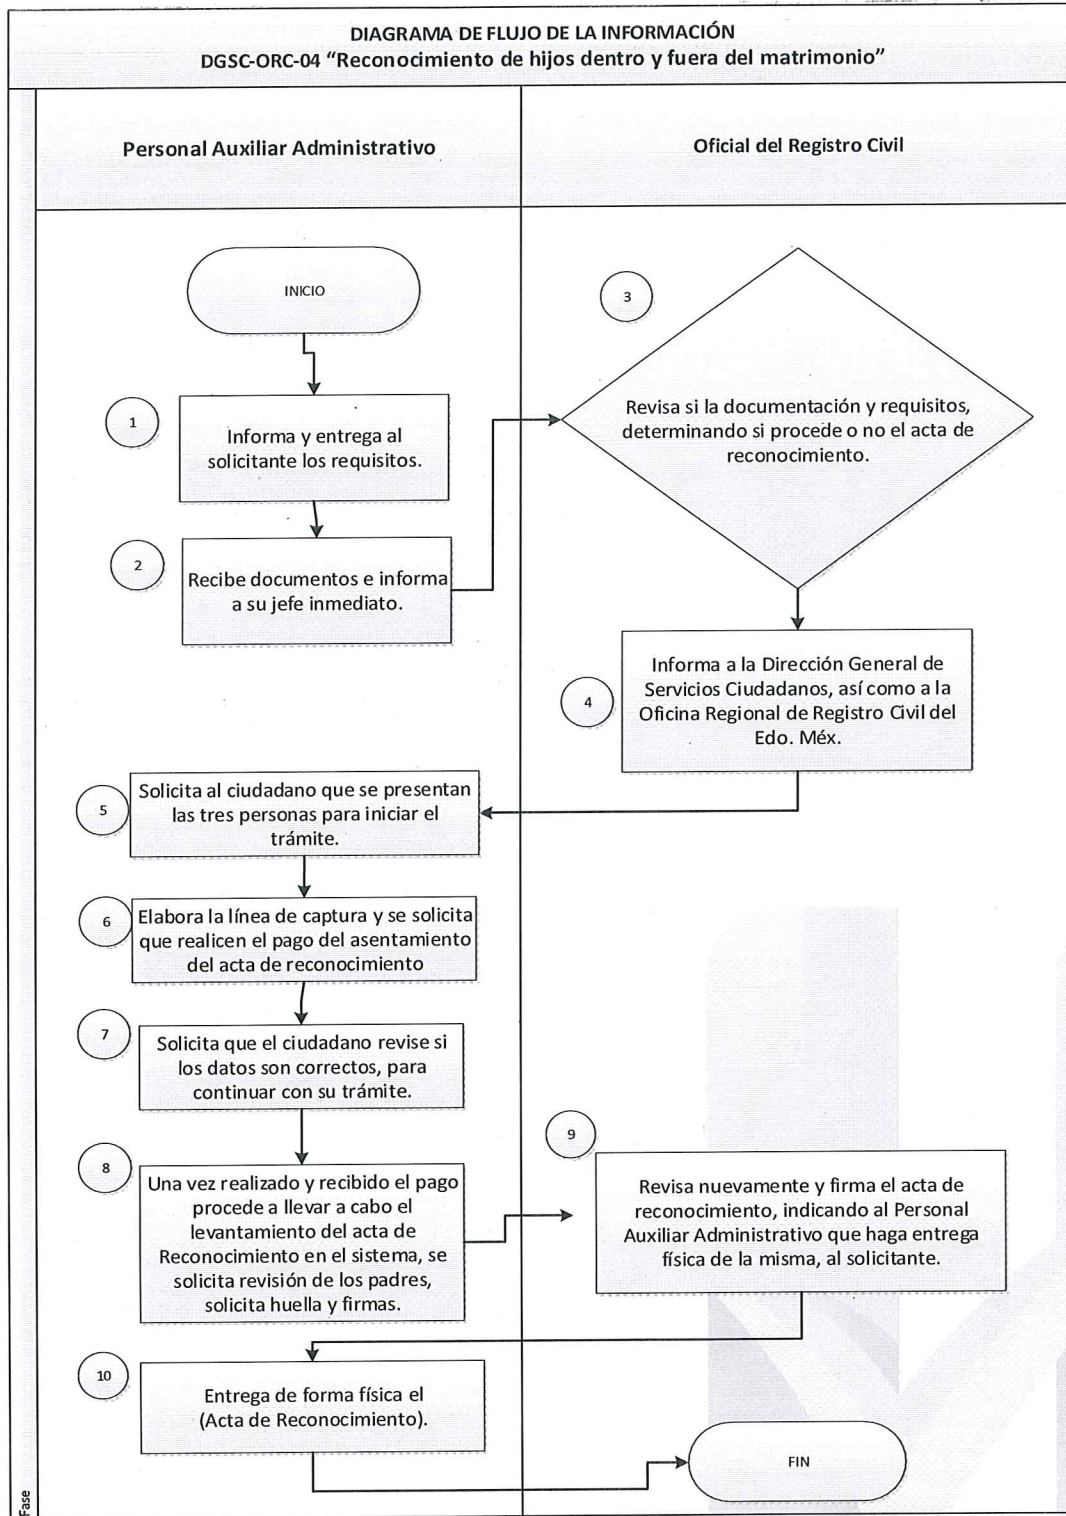 DIAGRAMA DE FLUJO DE LA INFORMACIÓN
DGSC-ORC-04 “Reconocimiento de hijos dentro y fuera del matrimonio”
Personal Auxiliar Administrativo
Oficial del Registro Civil
INICIO
1
Informa y entrega al
solicitante los requisitos.
2
Recibe documentos e informa
a su jefe inmediato.
3
Revisa si la documentación y requisitos,
determinando si procede o no el acta de
reconocimiento.
4
Informa a la Dirección General de
Servicios Ciudadanos, así como a la
Oficina Regional de Registro Civil del
Edo. Méx.
5
Solicita al ciudadano que se presentan
las tres personas para iniciar el
trámite.
6
Elabora la línea de captura y se solicita
que realicen el pago del asentamiento
del acta de reconocimiento
7
Solicita que el ciudadano revise si
los datos son correctos, para
continuar con su trámite.
8
Una vez realizado y recibido el pago
procede a llevar a cabo el
levantamiento del acta de
Reconocimiento en el sistema, se
solicita revisión de los padres,
solicita huella y firmas.
9
Revisa nuevamente y firma el acta de
reconocimiento, indicando al Personal
Auxiliar Administrativo que haga entrega
física de la misma, al solicitante.
10
Entrega de forma física el
(Acta de Reconocimiento).
FIN
Fase